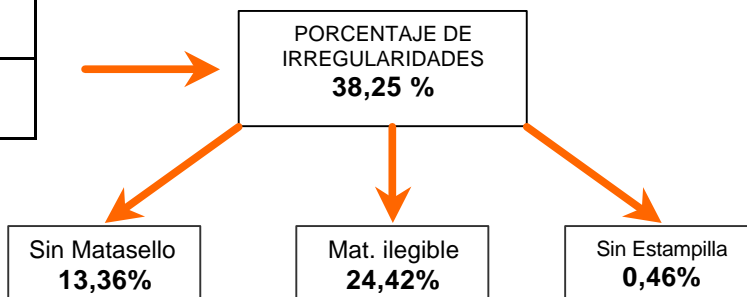 PORCENTAJE DE
IRREGULARIDADES
38,25 %
Sin Matasello
13,36%
Mat. ilegible
24,42%
Sin Estampilla
0,46%